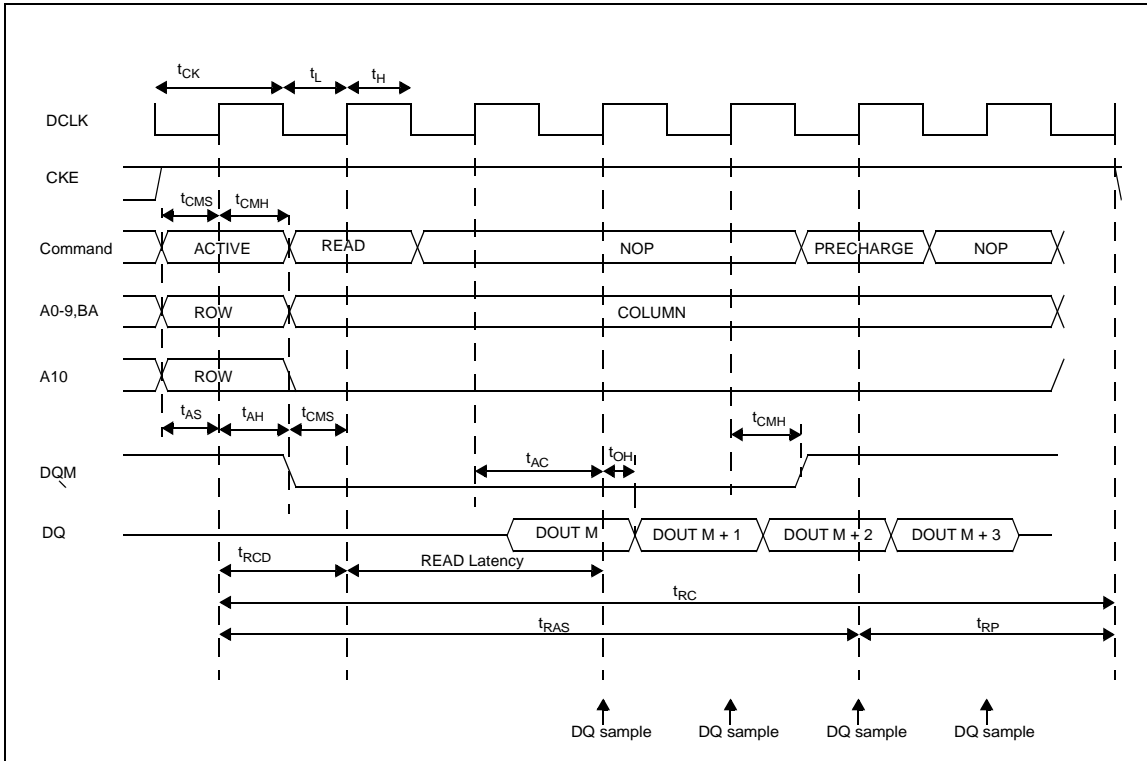 tCK tL tH
DCLK
CKE
tCMS tCMH
Command ACTIVE READ NOP PRECHARGE NOP
A0-9,BA ROW COLUMN
A10 ROW
tAS tAH tCMS tCMH
tAC tOH
DQM
DQ DOUT M DOUT M + 1 DOUT M + 2 DOUT M + 3
tRCD READ Latency
tRC
tRAS tRP
DQ sample DQ sample DQ sample DQ sample